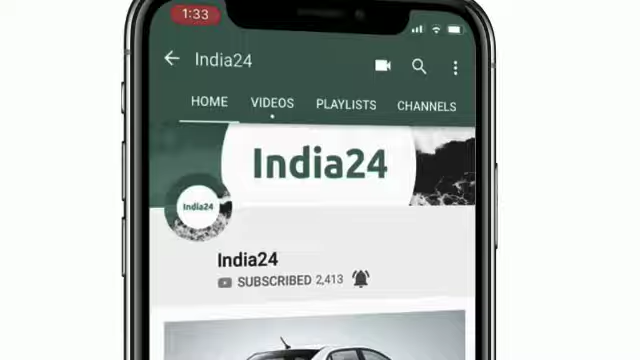 1:33
India24
HOME VIDEOS PLAYLISTS CHANNELS
India24
India24
India24
SUBSCRIBED 2,413